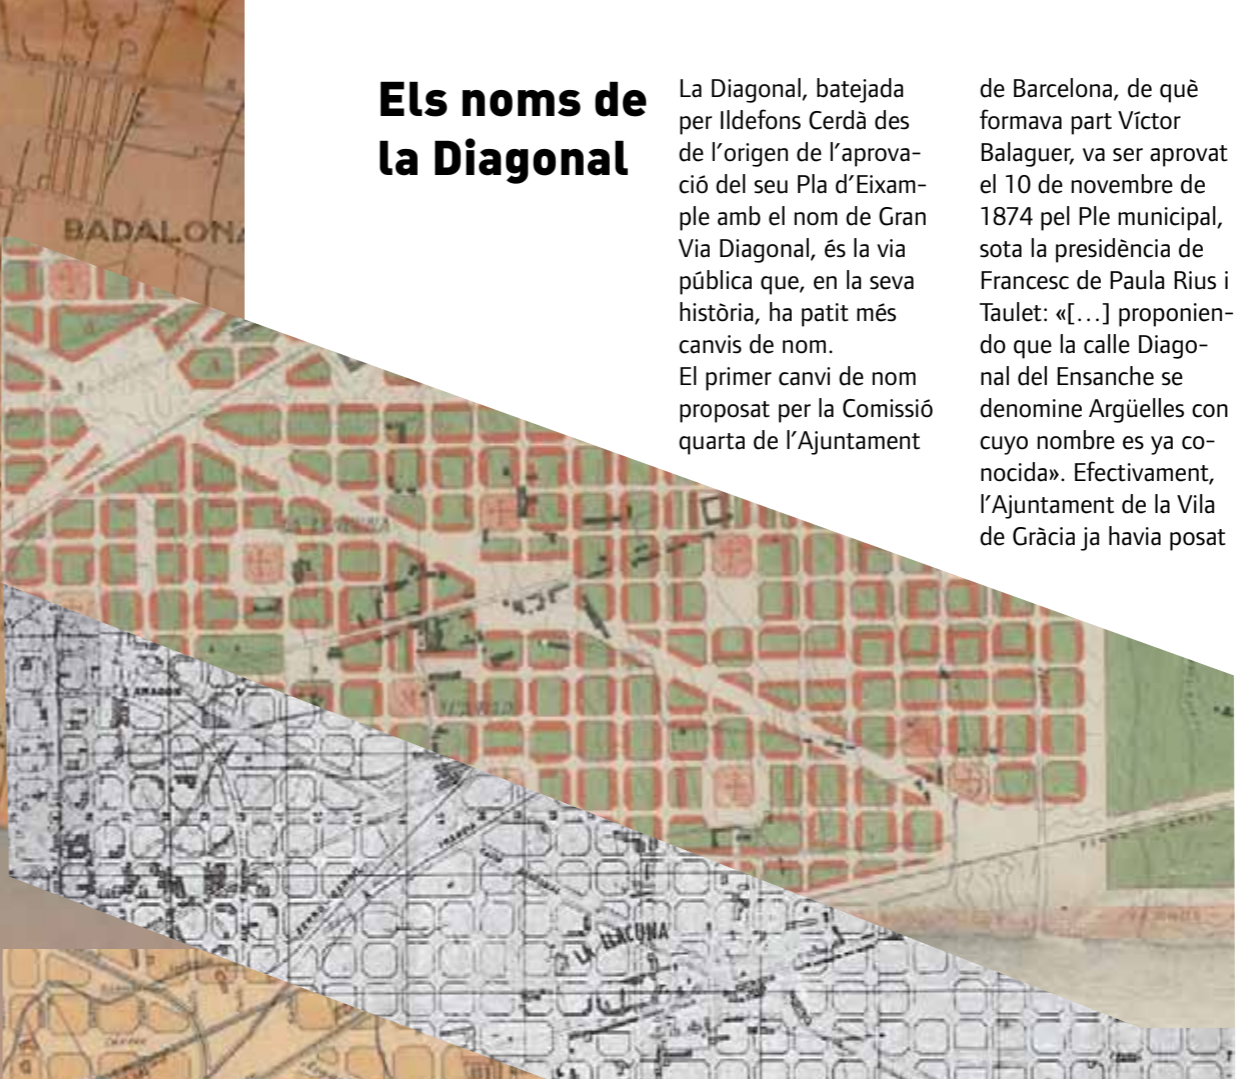 Els noms de
la Diagonal
La Diagonal, batejada
per Ildefons Cerdà des
de l'origen de l'aprova-
ció del seu Pla d'Eixam-
ple amb el nom de Gran
Via Diagonal, és la via
pública que, en la seva
història, ha patit més
canvis de nom.
El primer canvi de nom
proposat per la Comissió
quarta de l'Ajuntament
de Barcelona, de què
formava part Víctor
Balaguer, va ser aprovat
el 10 de novembre de
1874 pel Ple municipal,
sota la presidència de
Francesc de Paula Rius i
Taulet: «[…] proponien-
do que la calle Diago-
nal del Ensanche se
denomine Argüelles con
cuyo nombre es ya co-
nocida». Efectivament,
l'Ajuntament de la Vila
de Gràcia ja havia posat
BADALONA
FERRO CARRIL
ARAGON
LA LLACUNA